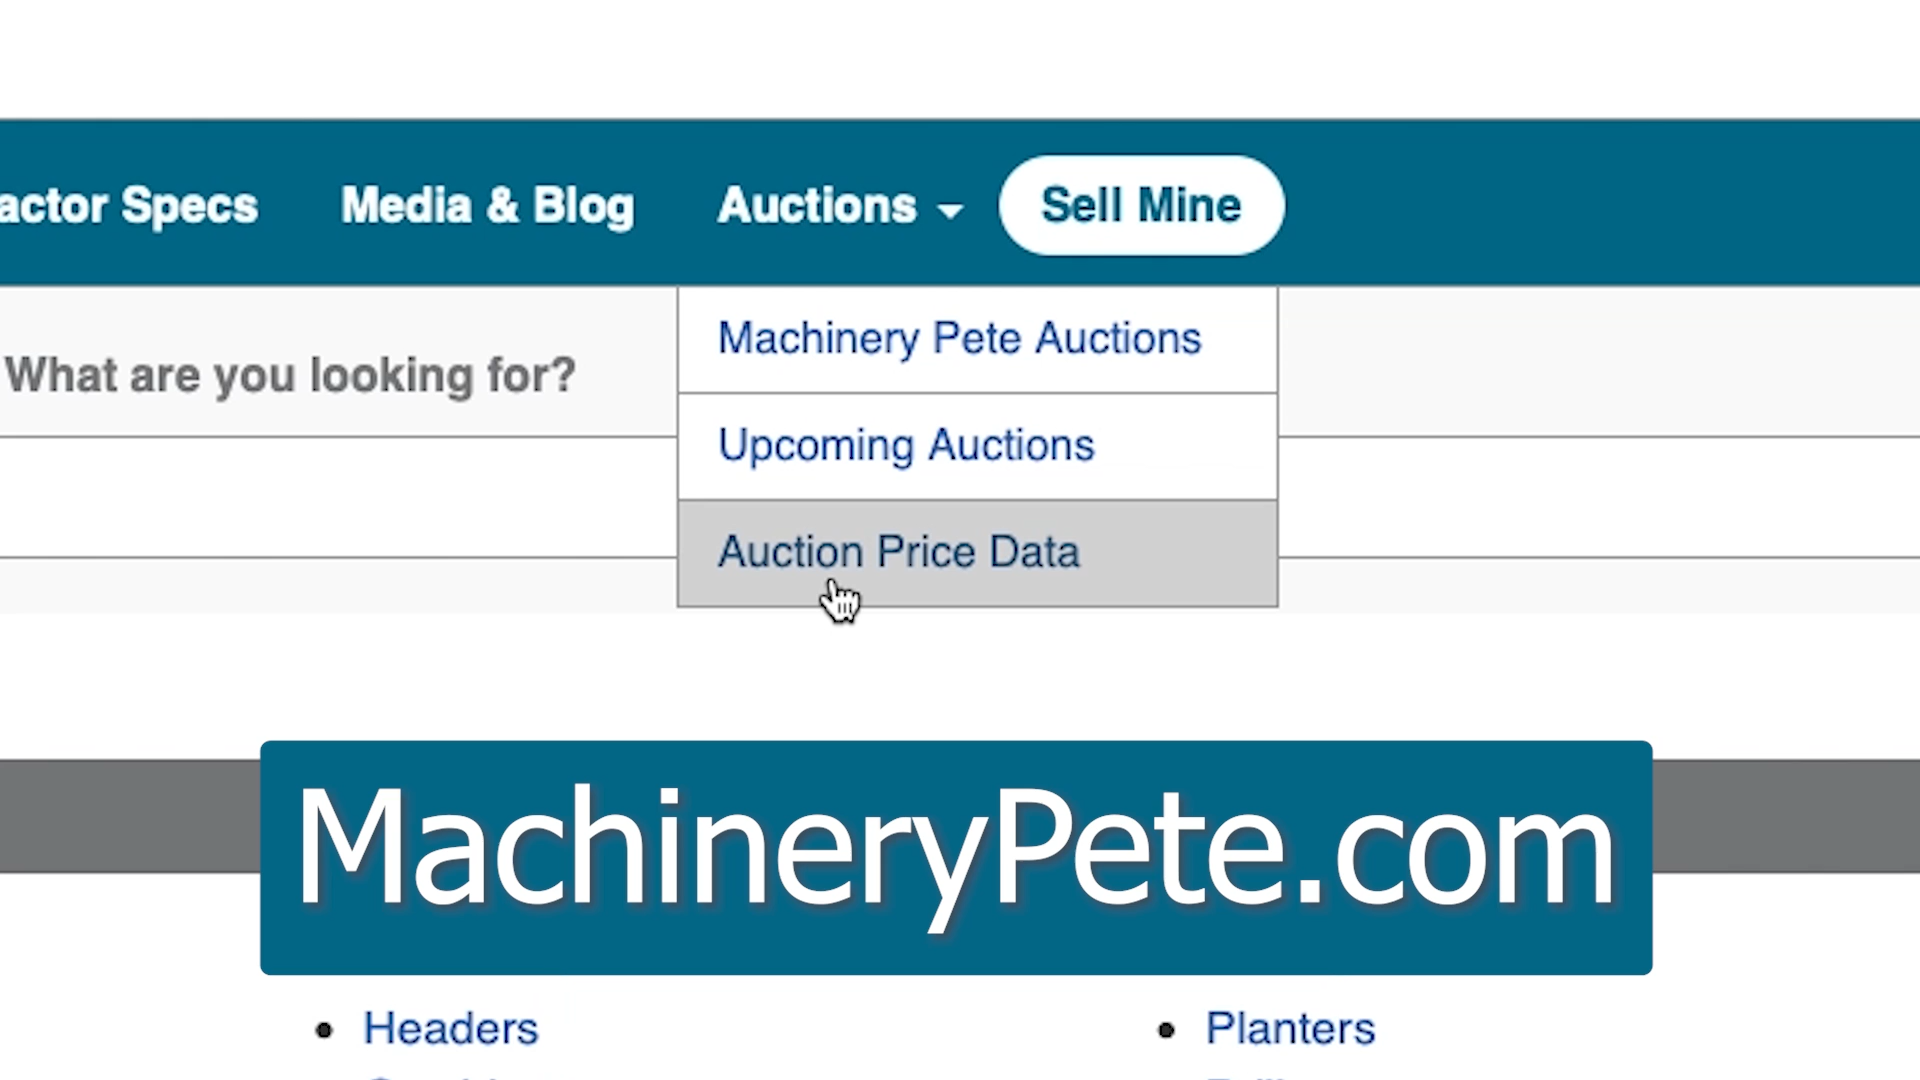 actor Specs Media & Blog Auctions Sell Mine
Machinery Pete Auctions
What are you looking for?
Upcoming Auctions
Auction Price Data
MachineryPete.com
Headers Planters